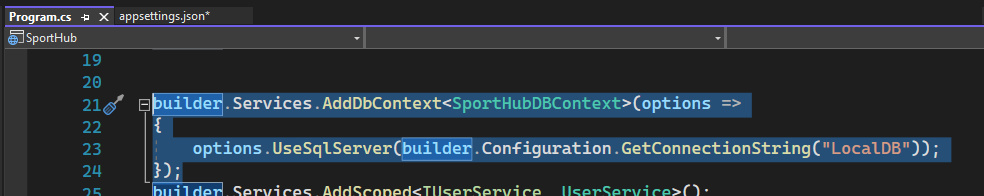 Program.cs appsettings.json*
SportHub
19
20
21 builder.Services.AddDbContext<SportHubDBContext>(options =>
22 {
23 options.UseSqlServer(builder.Configuration.GetConnectionString("LocalDB"));
24 });
25 builder.Services.AddScoped<IUserService, UserService>();